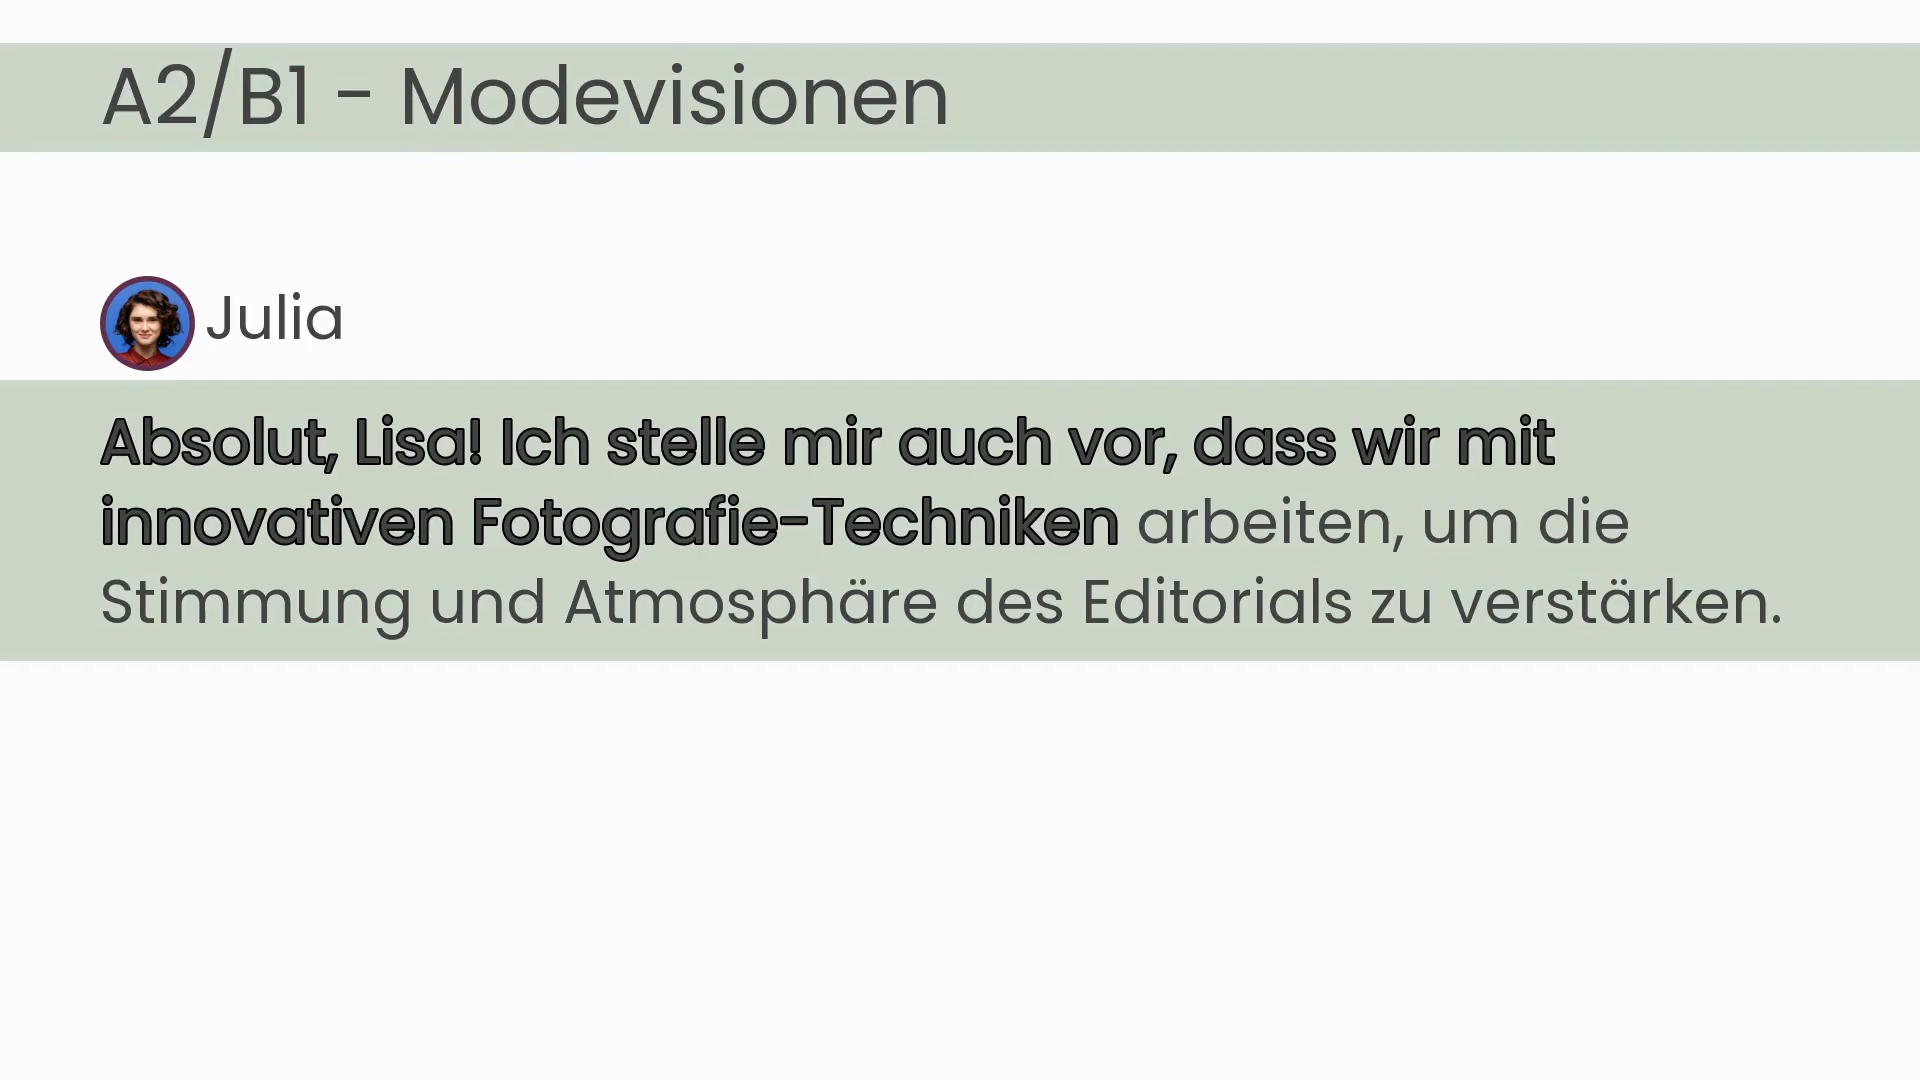 A2/B1 - Modevisionen
Julia
Absolut, Lisa! Ich stelle mir auch vor, dass wir mit
innovativen Fotografie-Techniken arbeiten, um die
Stimmung und Atmosphäre des Editorials zu verstärken.